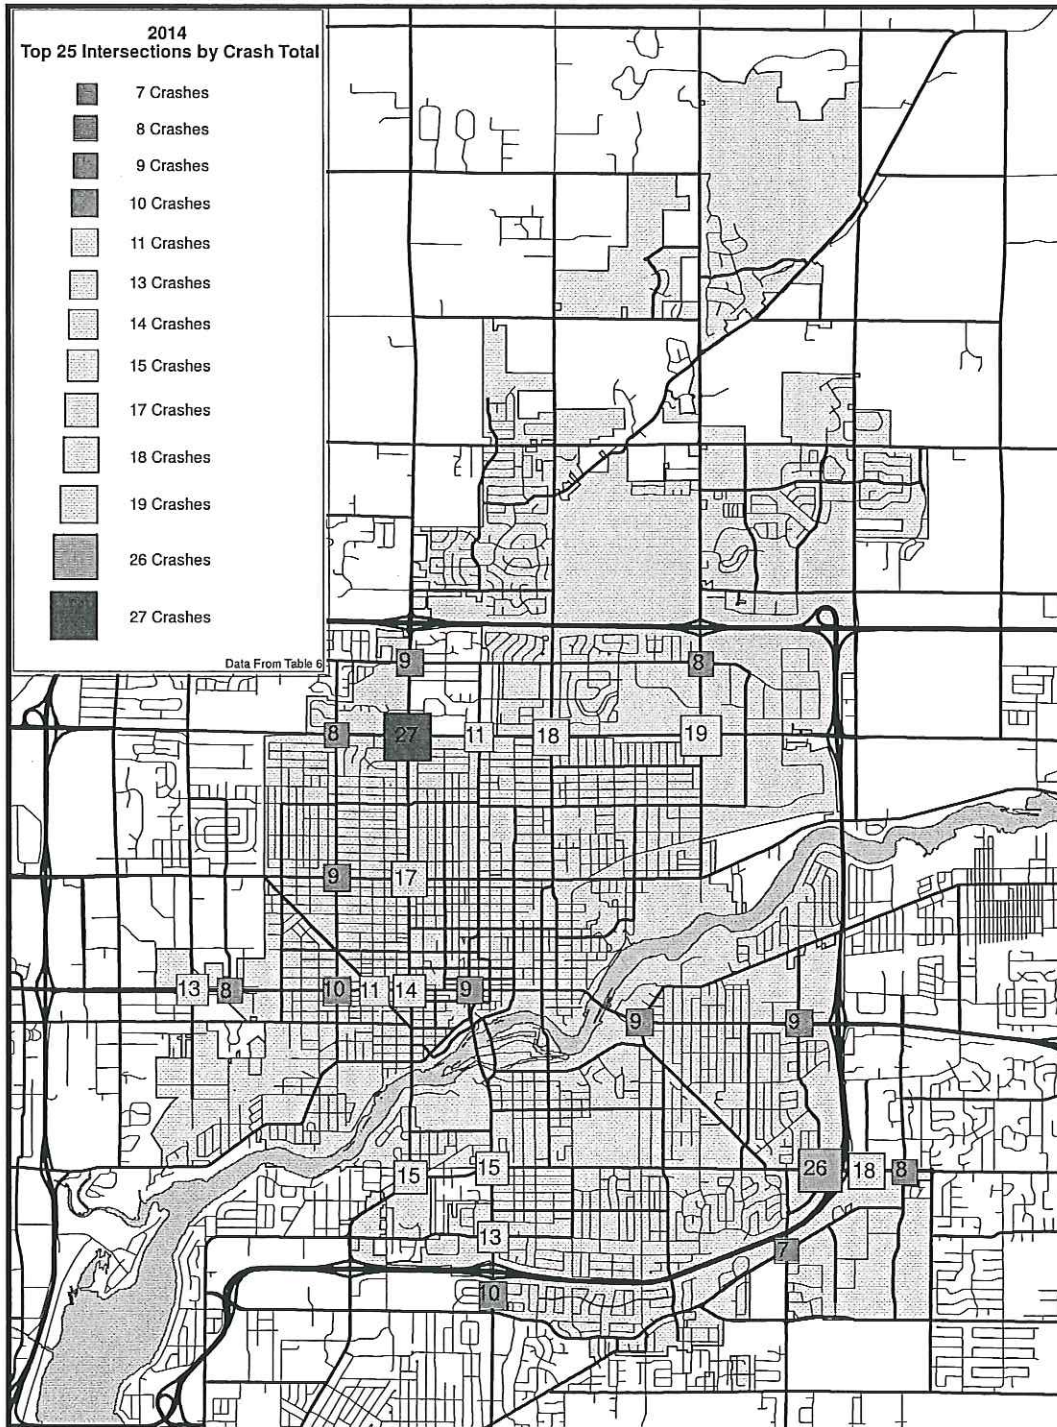 2014
Top 25 Intersections by Crash Total
7 Crashes
8 Crashes
9 Crashes
10 Crashes
11 Crashes
13 Crashes
14 Crashes
15 Crashes
17 Crashes
18 Crashes
19 Crashes
26 Crashes
27 Crashes
Data From Table 6
9 8
8 27 11 18 19
9 17
13 8 10 11 14 9
9 9
15 15 26 18 8
13
7
10